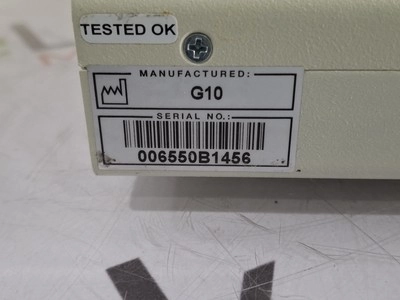 TESTED OK
MANUFACTURED:
G10
SERIAL NO.:
006550B1456